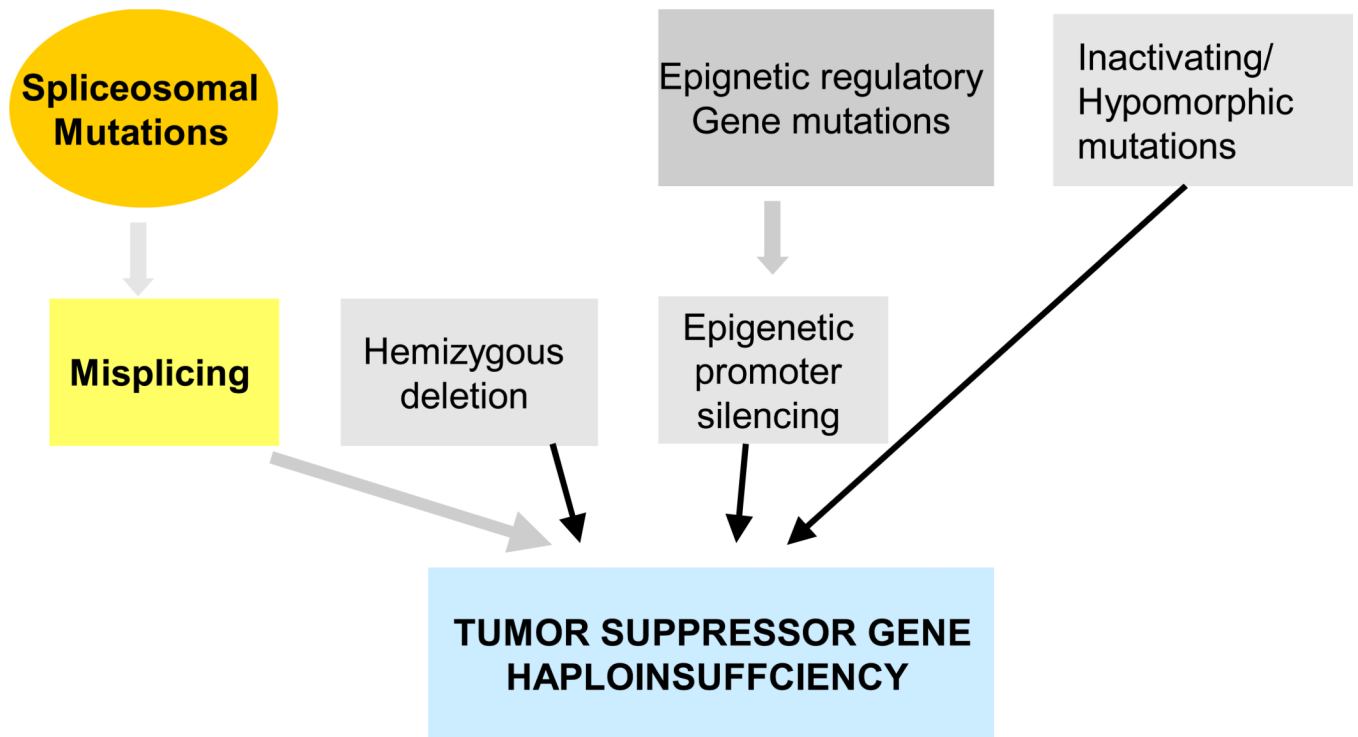 Spliceosomal
Mutations
Epignetic regulatory
Gene mutations
Inactivating/
Hypomorphic
mutations
Misplicing
Hemizygous
deletion
Epigenetic
promoter
silencing
TUMOR SUPPRESSOR GENE
HAPLOINSUFFCIENCY